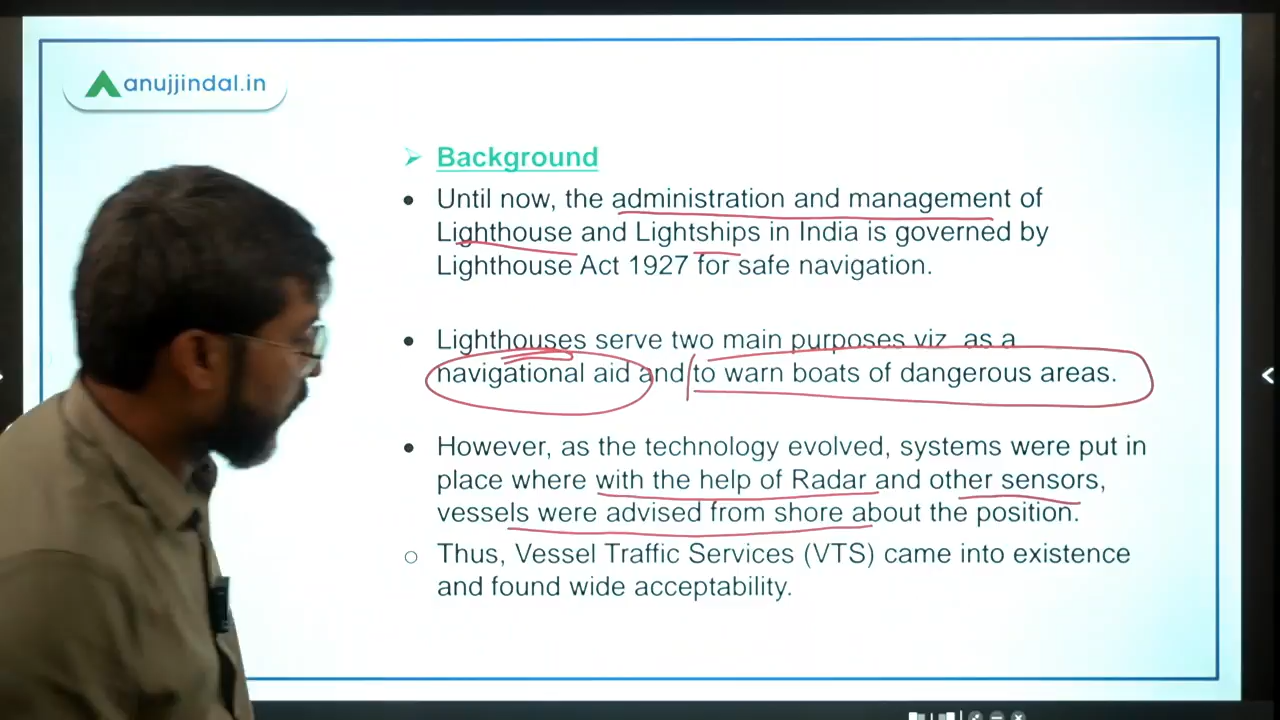 anujjindal.in
➢ Background
• Until now, the administration and management of
Lighthouse and Lightships in India is governed by
Lighthouse Act 1927 for safe navigation.
• Lighthouses serve two main purposes viz as a
navigational aid and to warn boats of dangerous areas.
• However, as the technology evolved, systems were put in
place where with the help of Radar and other sensors,
vessels were advised from shore about the position.
○ Thus, Vessel Traffic Services (VTS) came into existence
and found wide acceptability.